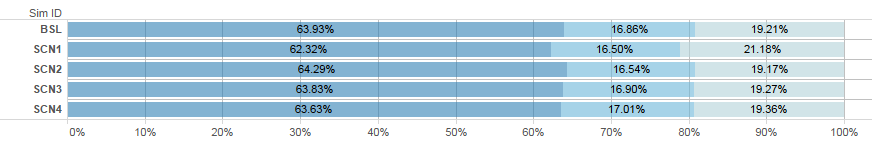 Sim ID
BSL 63.93% 16.86% 19.21%
SCN1 62.32% 16.50% 21.18%
SCN2 64.29% 16.54% 19.17%
SCN3 63.83% 16.90% 19.27%
SCN4 63.63% 17.01% 19.36%
0% 10% 20% 30% 40% 50% 60% 70% 80% 90% 100%